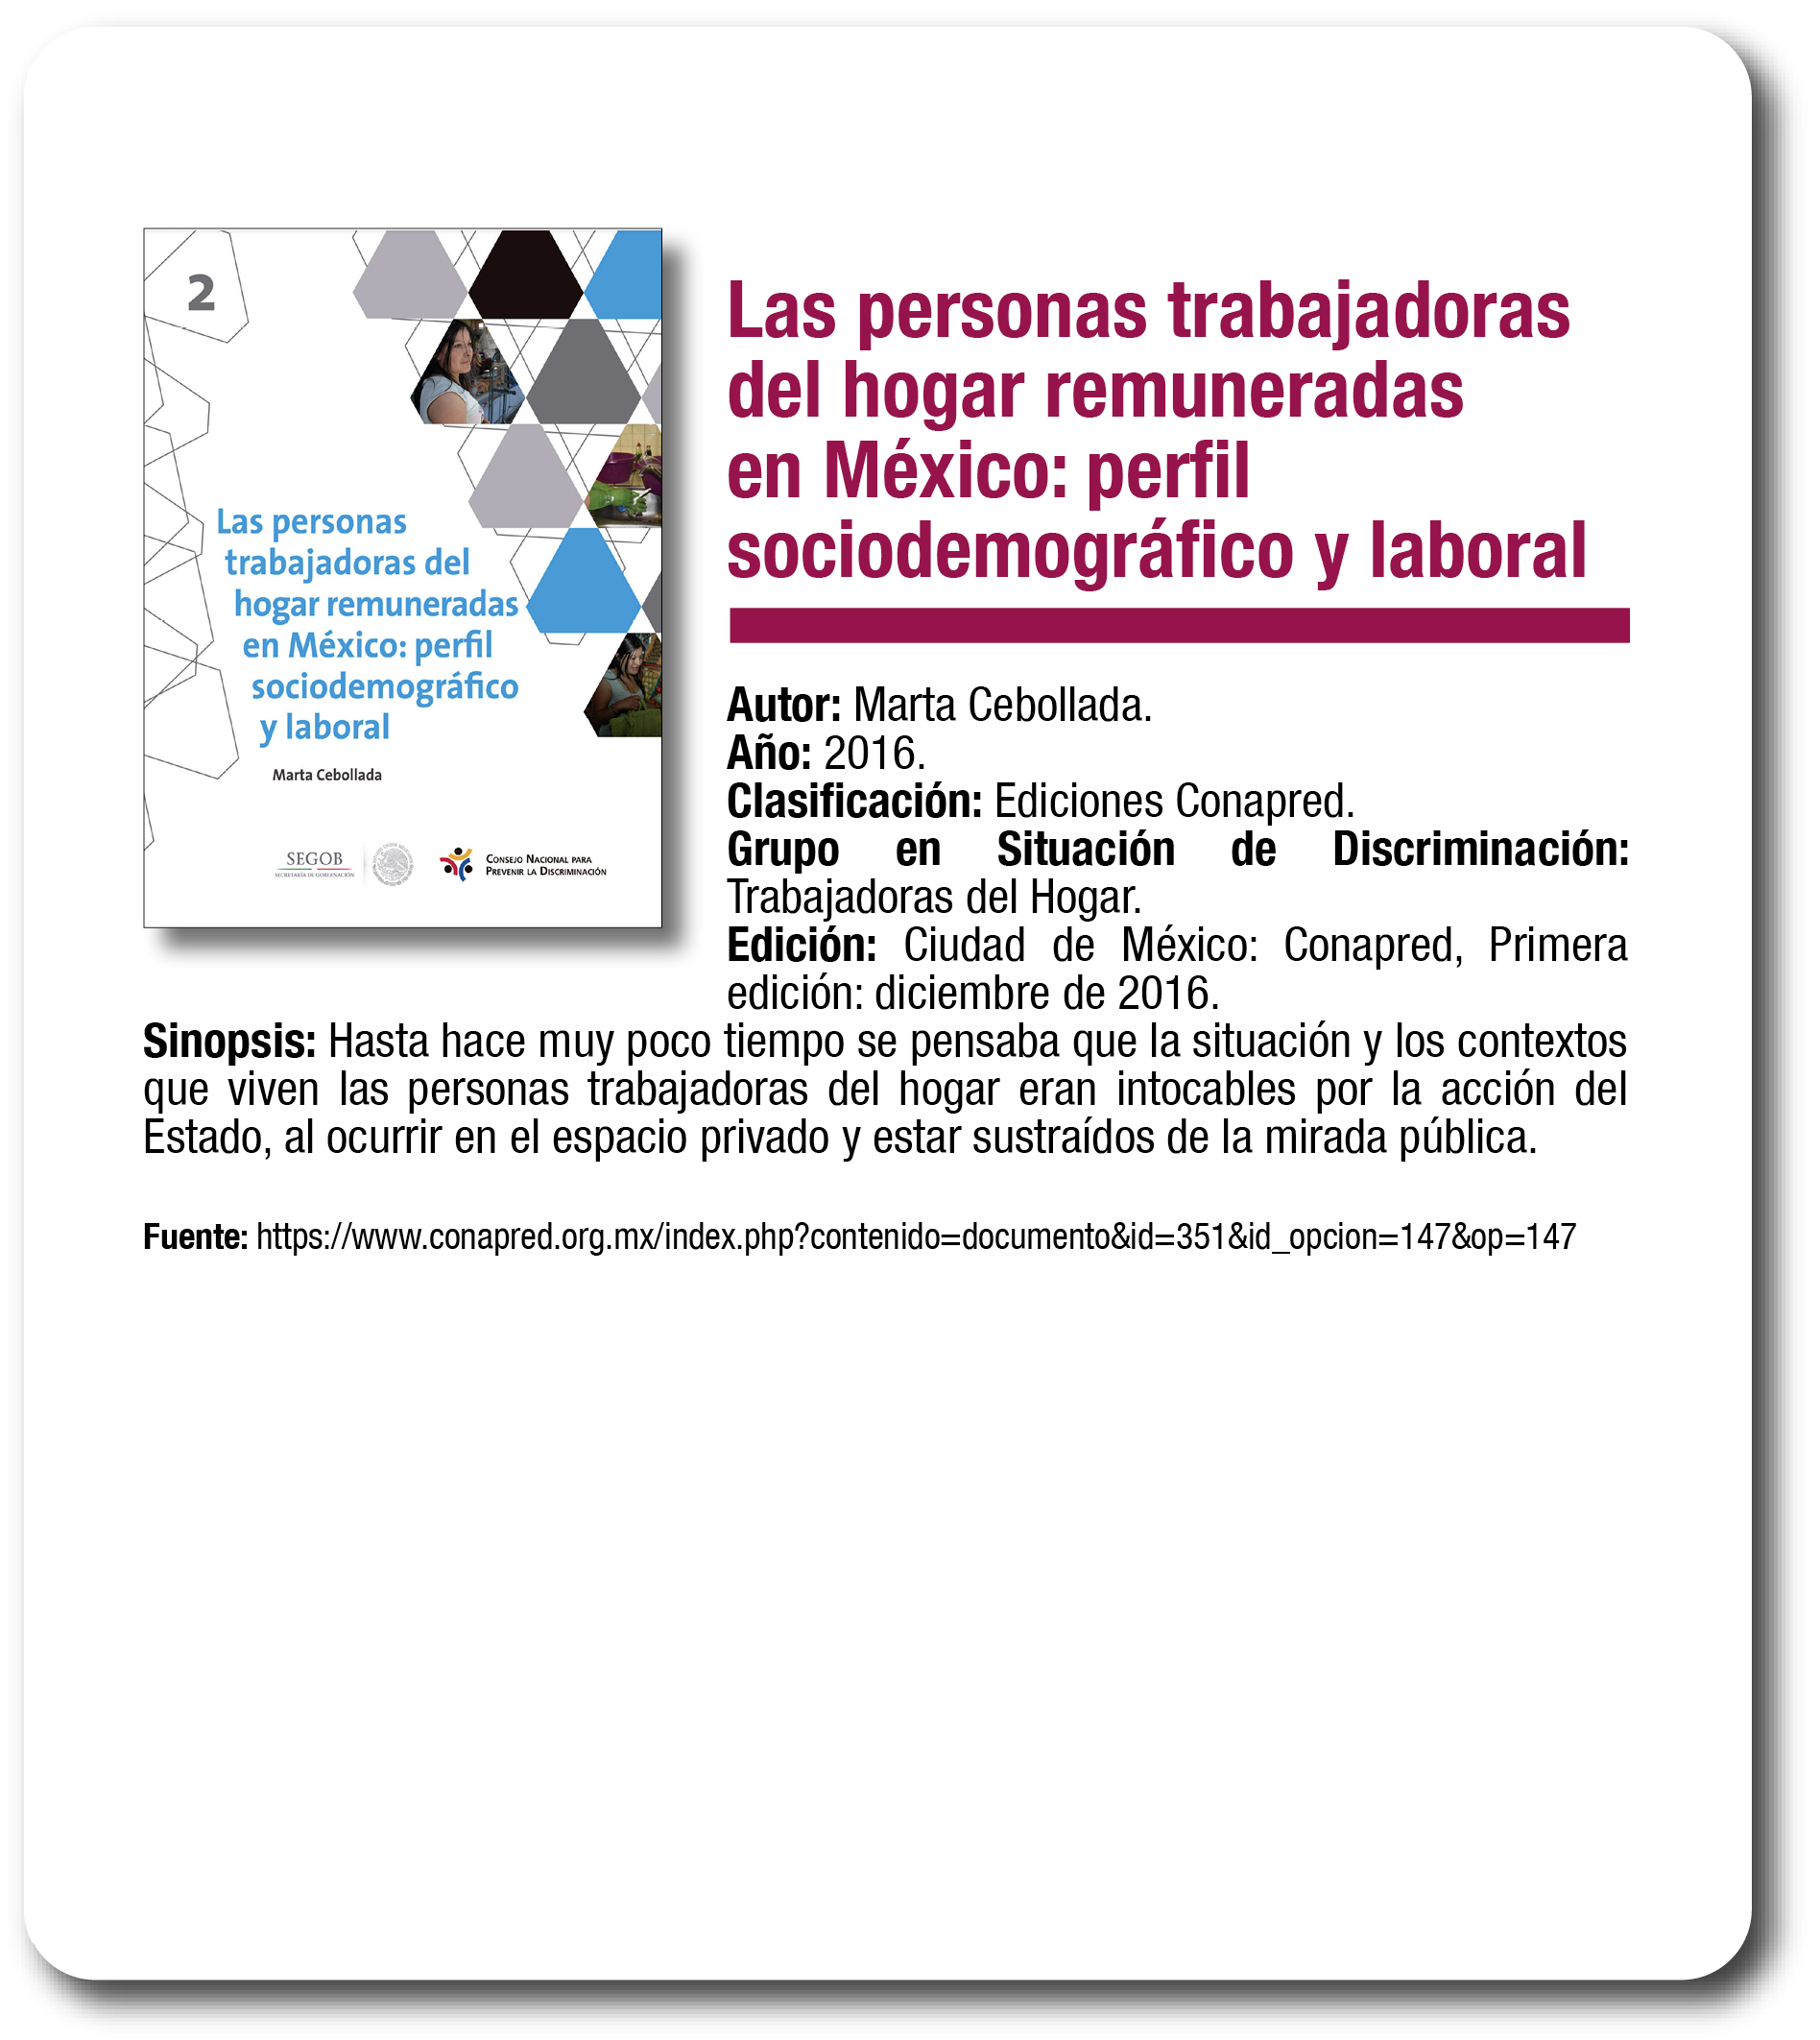 2
Las personas
trabajadoras del
hogar remuneradas
en México: perfil
sociodemográfico
y laboral
Marta Cebollada
SEGOB
SECRETARÍA DE GOBERNACIÓN
CONSEJO NACIONAL PARA
PREVENIR LA DISCRIMINACIÓN
Las personas trabajadoras
del hogar remuneradas
en México: perfil
sociodemográfico y laboral
Autor: Marta Cebollada.
Año: 2016.
Clasificación: Ediciones Conapred.
Grupo en Situación de Discriminación:
Trabajadoras del Hogar.
Edición: Ciudad de México: Conapred, Primera
edición: diciembre de 2016.
Sinopsis: Hasta hace muy poco tiempo se pensaba que la situación y los contextos
que viven las personas trabajadoras del hogar eran intocables por la acción del
Estado, al ocurrir en el espacio privado y estar sustraídos de la mirada pública.
Fuente: https://www.conapred.org.mx/index.php?contenido=documento&id=351&id_opcion=147&op=147